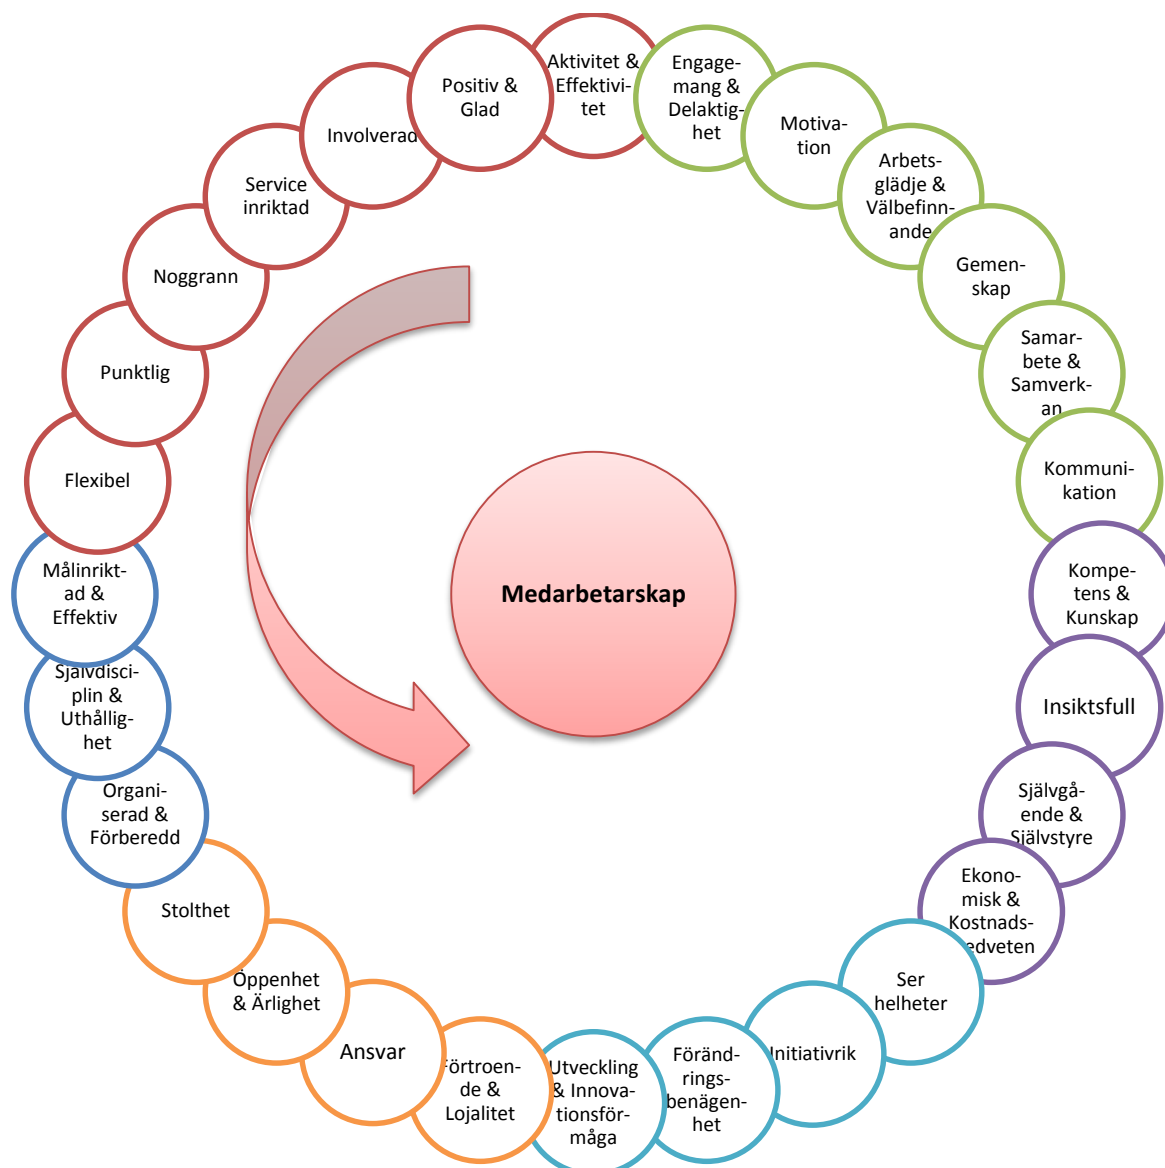 Aktivitet &
Effektivi-
tet
Engage-
mang &
Delaktig-
het
Motiva-
tion
Arbets-
glädje &
Välbefinn-
ande
Gemen-
skap
Samar-
bete &
Samverk-
an
Kommuni-
kation
Kompe-
tens &
Kunskap
Insiktsfull
Självgå-
ende &
Självstyre
Ekono-
misk &
Kostnads-
edveten
Ser
helheter
Initiativrik
Föränd-
rings-
benägen-
het
Utveckling
& Innova-
tionsför-
måga
Förtroen-
de &
Lojalitet
Ansvar
Öppenhet
& Ärlighet
Stolthet
Organi-
serad &
Förberedd
Självdisci-
plin &
Uthållig-
het
Målinrikt-
ad &
Effektiv
Flexibel
Punktlig
Noggrann
Service
inriktad
Involverad
Positiv &
Glad
Medarbetarskap